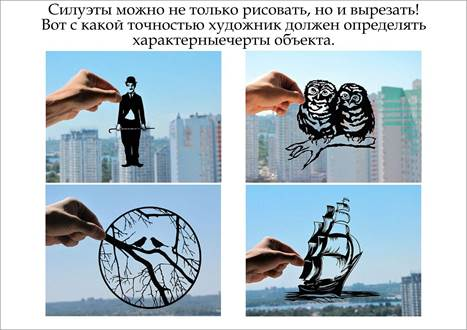 Силуэты можно не только рисовать, но и вырезать!
Вот с какой точностью художник должен определять
характерныечерты объекта.